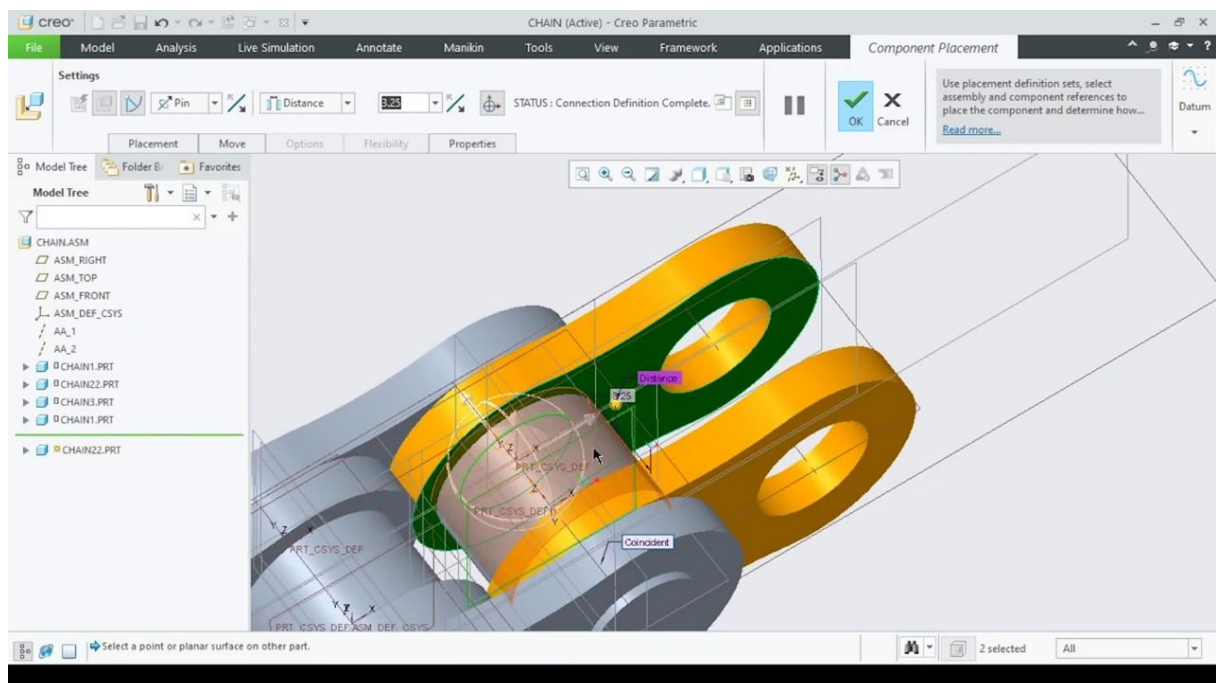 creo
CHAIN (Active) - Creo Parametric
File Model Analysis Live Simulation Annotate Manikin Tools View Framework Applications Component Placement
Settings
Pin Distance 3.25 STATUS : Connection Definition Complete.
OK Cancel
Use placement definition sets, select
assembly and component references to
place the component and determine how...
Read more...
Datum
Placement Move Options Flexibility Properties
Model Tree Folder B Favorites
Model Tree
CHAIN.ASM
ASM_RIGHT
ASM_TOP
ASM_FRONT
ASM_DEF_CSYS
AA_1
AA_2
CHAIN1.PRT
CHAIN22.PRT
CHAIN3.PRT
CHAIN1.PRT
CHAIN22.PRT
Distance
3.25
PRT_CSYS_DEF
PRT_CSYS_DEF
Coincident
PRT_CSYS_DEF
PRT_CSYS_DEF ASM_DEF_CSYS
Select a point or planar surface on other part.
2 selected All